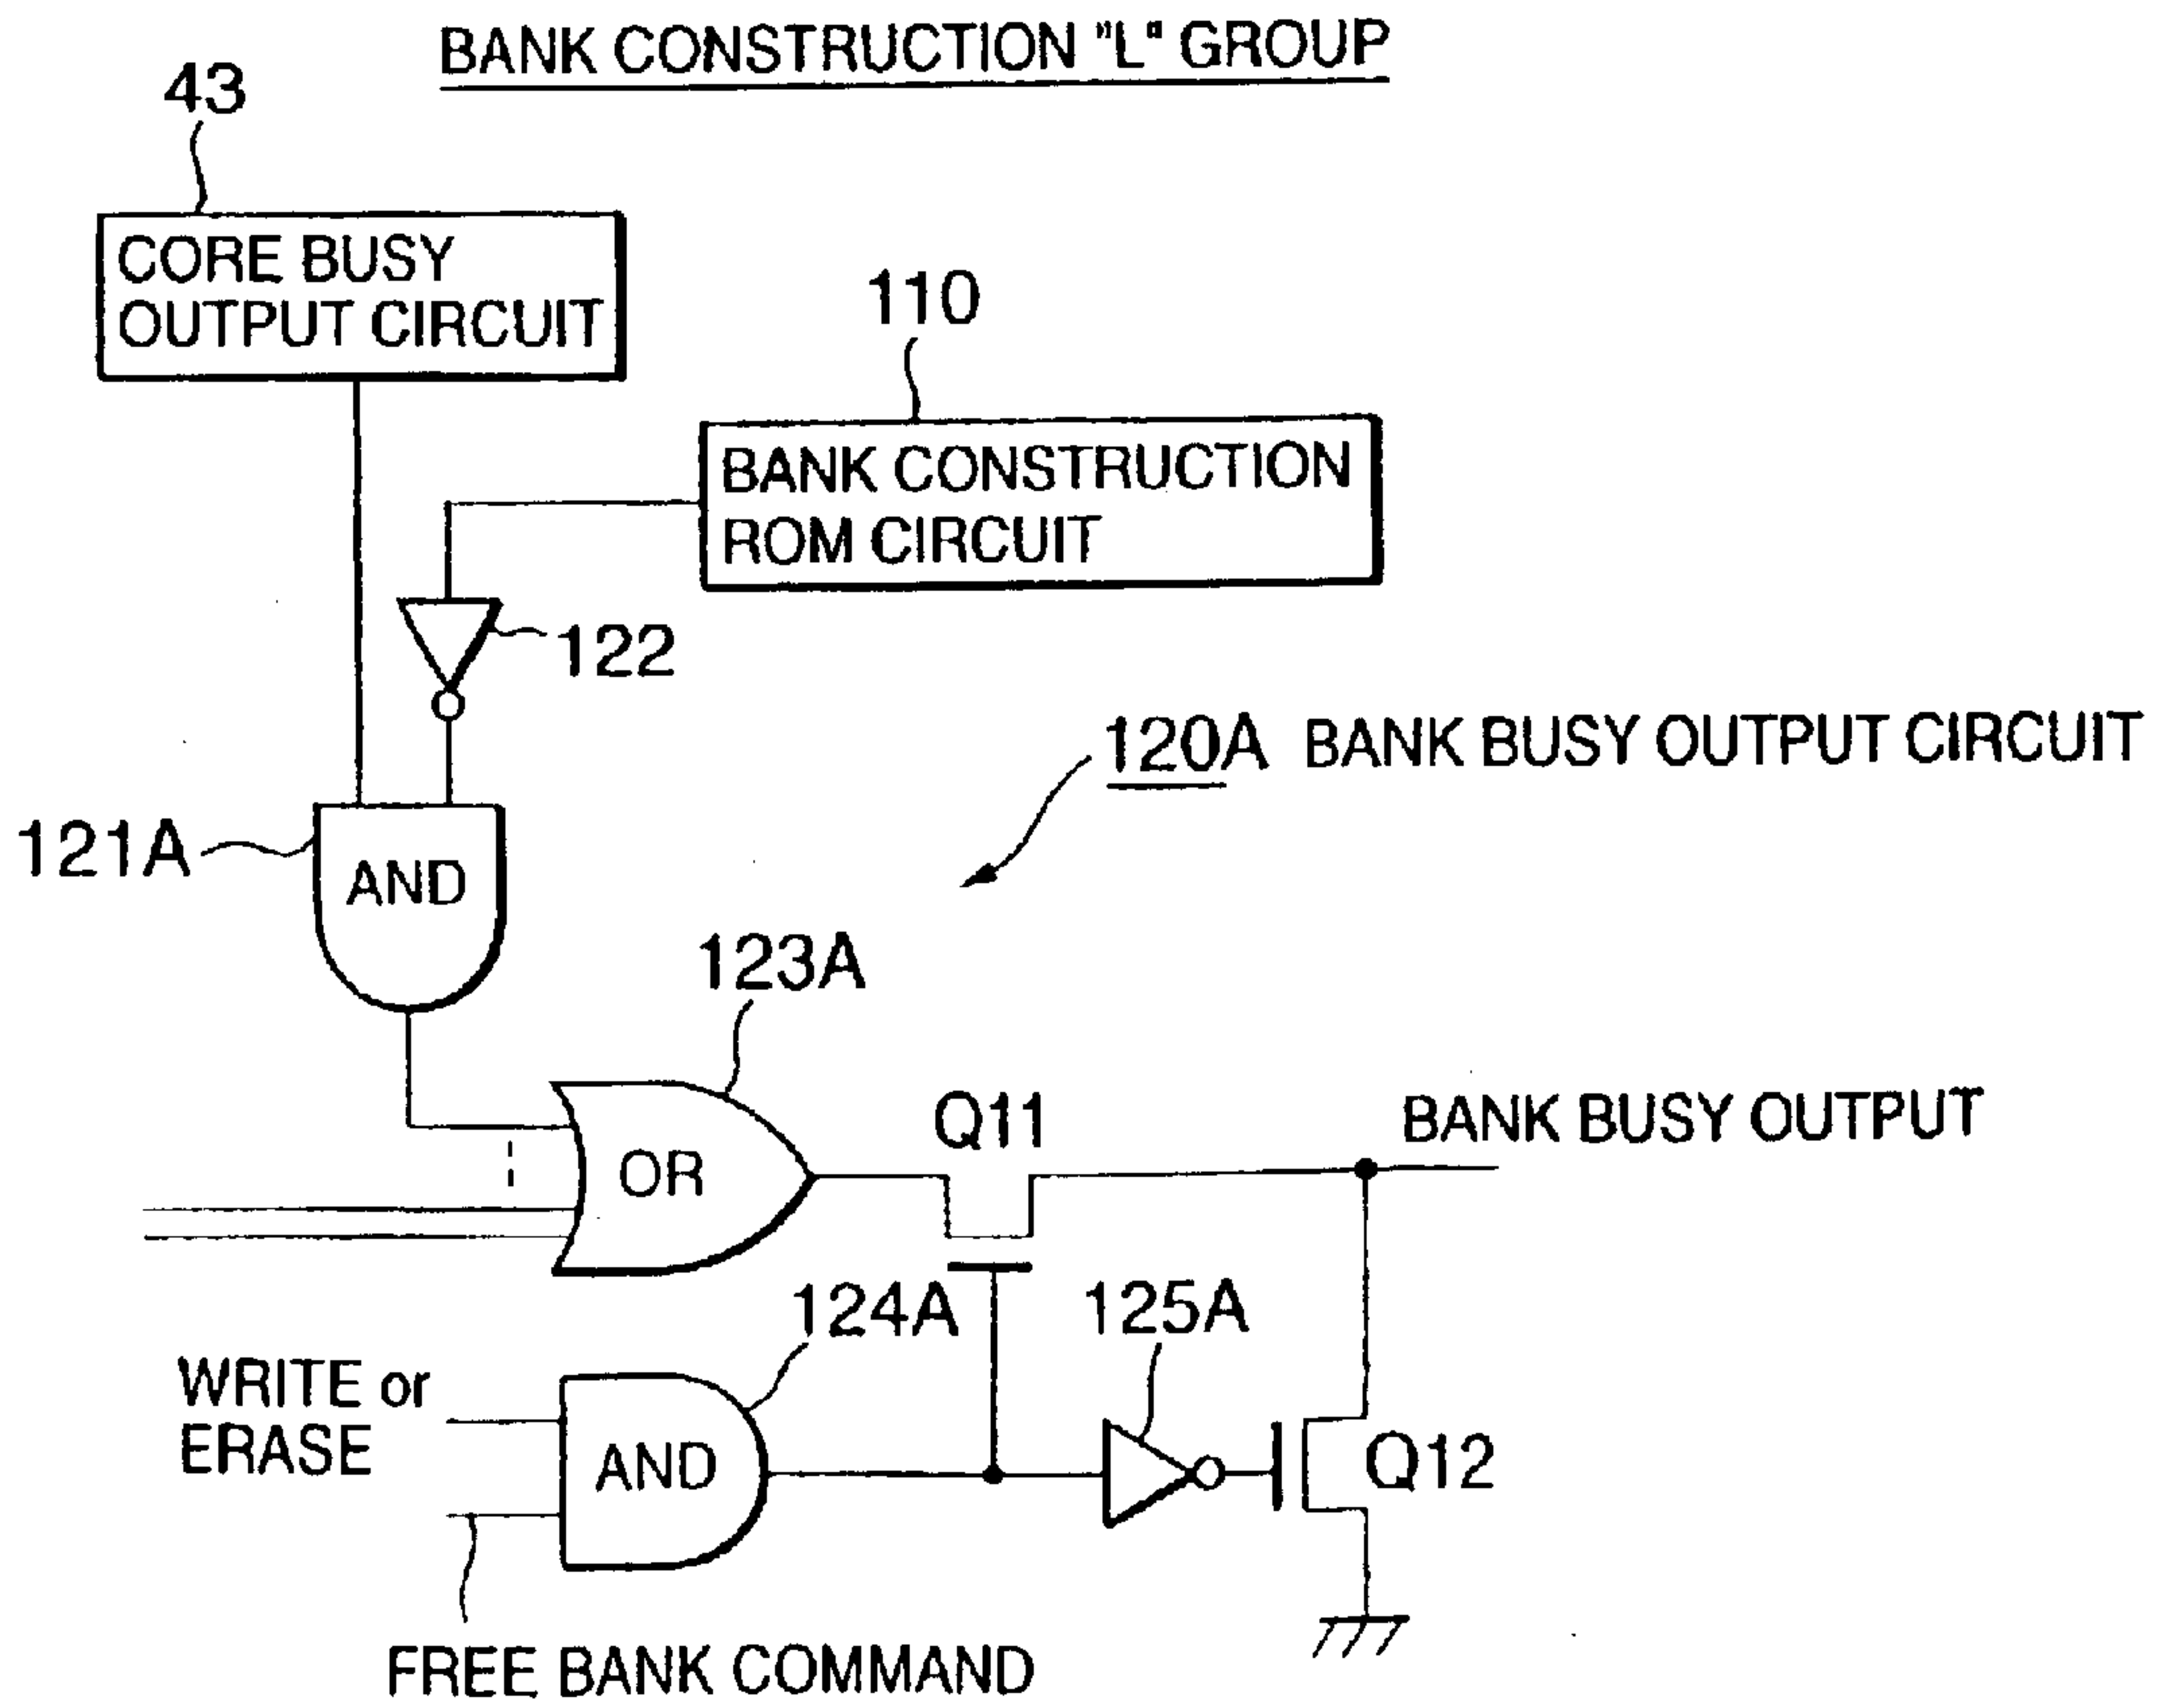 BANK CONSTRUCTION "L" GROUP
43
CORE BUSY
OUTPUT CIRCUIT
110
BANK CONSTRUCTION
ROM CIRCUIT
122
120A BANK BUSY OUTPUT CIRCUIT
121A
AND
123A
Q11
BANK BUSY OUTPUT
OR
124A
125A
WRITE or
ERASE
AND
Q12
FREE BANK COMMAND